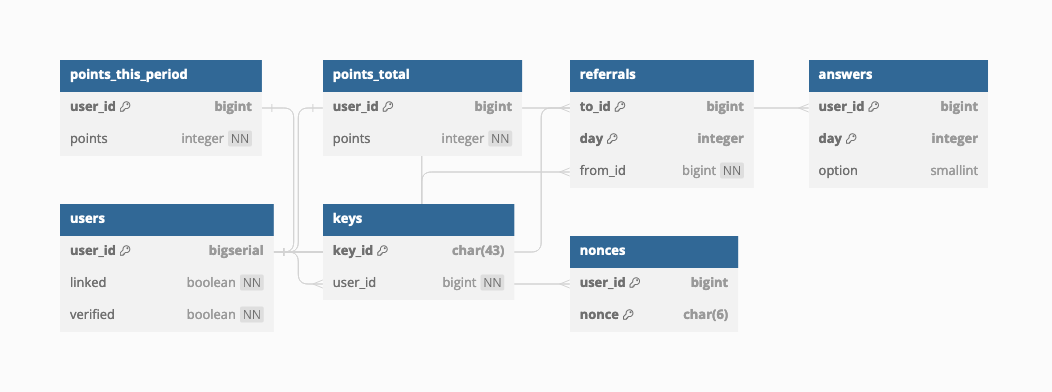 points_this_period
user_id bigint
points integer NN
points_total
user_id bigint
points integer NN
referrals
to_id bigint
day integer
from_id bigint NN
answers
user_id bigint
day integer
option smallint
users
user_id bigserial
linked boolean NN
verified boolean NN
keys
key_id char(43)
user_id bigint NN
nonces
user_id bigint
nonce char(6)